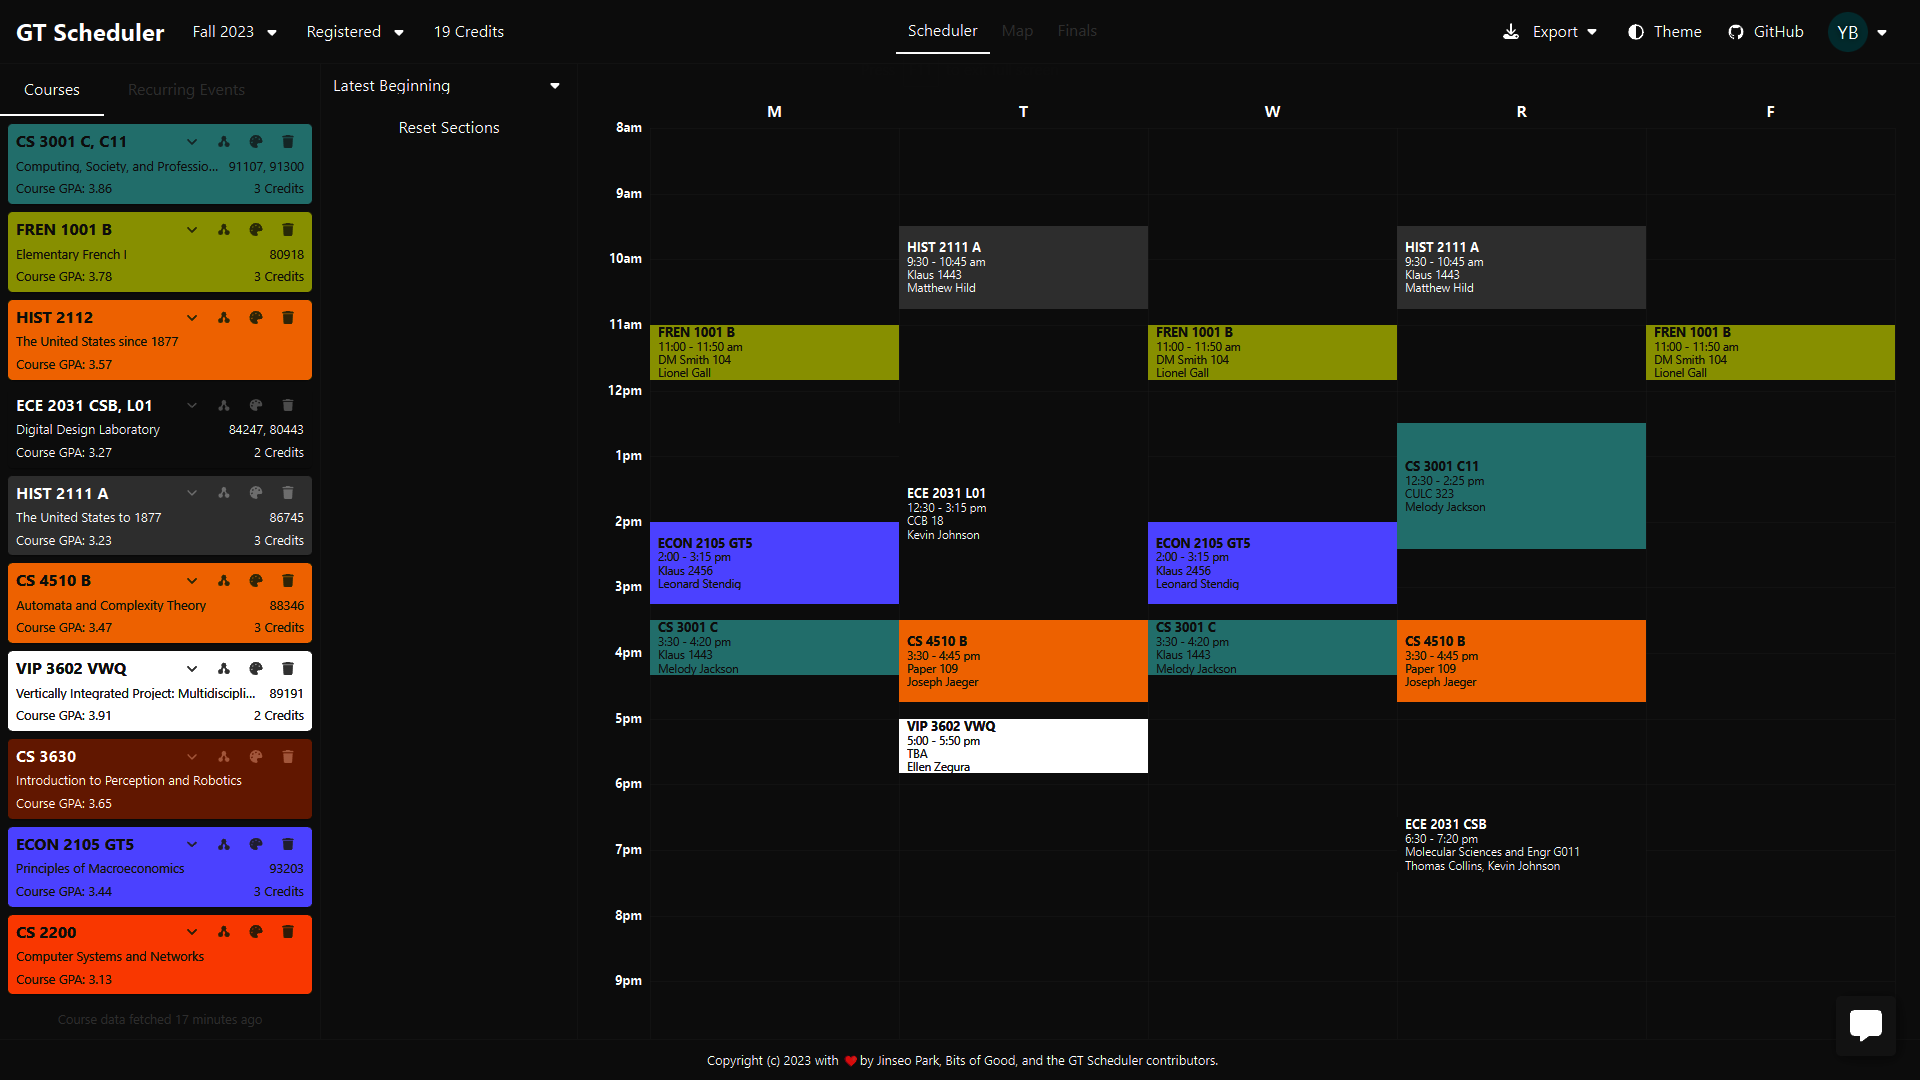 GT Scheduler
Fall 2023
Registered
19 Credits
Scheduler
Map
Finals
Export
Theme
GitHub
YB
Courses
Recurring Events
CS 3001 C, C11
Computing, Society, and Professio... 91107, 91300
Course GPA: 3.86 3 Credits
FREN 1001 B
Elementary French I 80918
Course GPA: 3.78 3 Credits
HIST 2112
The United States since 1877
Course GPA: 3.57
ECE 2031 CSB, L01
Digital Design Laboratory 84247, 80443
Course GPA: 3.27 2 Credits
HIST 2111 A
The United States to 1877 86745
Course GPA: 3.23 3 Credits
CS 4510 B
Automata and Complexity Theory 88346
Course GPA: 3.47 3 Credits
VIP 3602 VWQ
Vertically Integrated Project: Multidiscipli... 89191
Course GPA: 3.91 2 Credits
CS 3630
Introduction to Perception and Robotics
Course GPA: 3.65
ECON 2105 GT5
Principles of Macroeconomics 93203
Course GPA: 3.44 3 Credits
CS 2200
Computer Systems and Networks
Course GPA: 3.13
Course data fetched 17 minutes ago
Latest Beginning
Reset Sections
M T W R F
8am
9am
10am
11am
12pm
1pm
2pm
3pm
4pm
5pm
6pm
7pm
8pm
9pm
FREN 1001 B
11:00 - 11:50 am
DM Smith 104
Lionel Gall
ECON 2105 GT5
2:00 - 3:15 pm
Klaus 2456
Leonard Stendig
CS 3001 C
3:30 - 4:20 pm
Klaus 1443
Melody Jackson
HIST 2111 A
9:30 - 10:45 am
Klaus 1443
Matthew Hild
ECE 2031 L01
12:30 - 3:15 pm
CCB 18
Kevin Johnson
CS 4510 B
3:30 - 4:45 pm
Paper 109
Joseph Jaeger
VIP 3602 VWQ
5:00 - 5:50 pm
TBA
Ellen Zegura
FREN 1001 B
11:00 - 11:50 am
DM Smith 104
Lionel Gall
ECON 2105 GT5
2:00 - 3:15 pm
Klaus 2456
Leonard Stendig
CS 3001 C
3:30 - 4:20 pm
Klaus 1443
Melody Jackson
HIST 2111 A
9:30 - 10:45 am
Klaus 1443
Matthew Hild
CS 3001 C11
12:30 - 2:25 pm
CULC 323
Melody Jackson
CS 4510 B
3:30 - 4:45 pm
Paper 109
Joseph Jaeger
ECE 2031 CSB
6:30 - 7:20 pm
Molecular Sciences and Engr G011
Thomas Collins, Kevin Johnson
FREN 1001 B
11:00 - 11:50 am
DM Smith 104
Lionel Gall
Copyright (c) 2023 with ❤ by Jinseo Park, Bits of Good, and the GT Scheduler contributors.